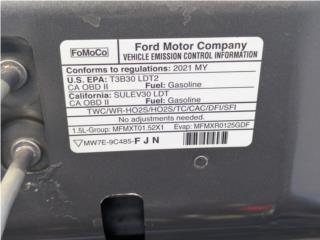 FoMoCo
Ford Motor Company
VEHICLE EMISSION CONTROL INFORMATION
Conforms to regulations: 2021 MY
U.S. EPA: T3B30 LDT2
CA OBD II Fuel: Gasoline
California: SULEV30 LDT
CA OBD II Fuel: Gasoline
TWC/WR-HO2S/HO2S/TC/CAC/DFI/SFI
No adjustments needed.
1.5L-Group: MFMXT01.52X1 Evap: MFMXR0125GDF
MW7E-9C485-FJN